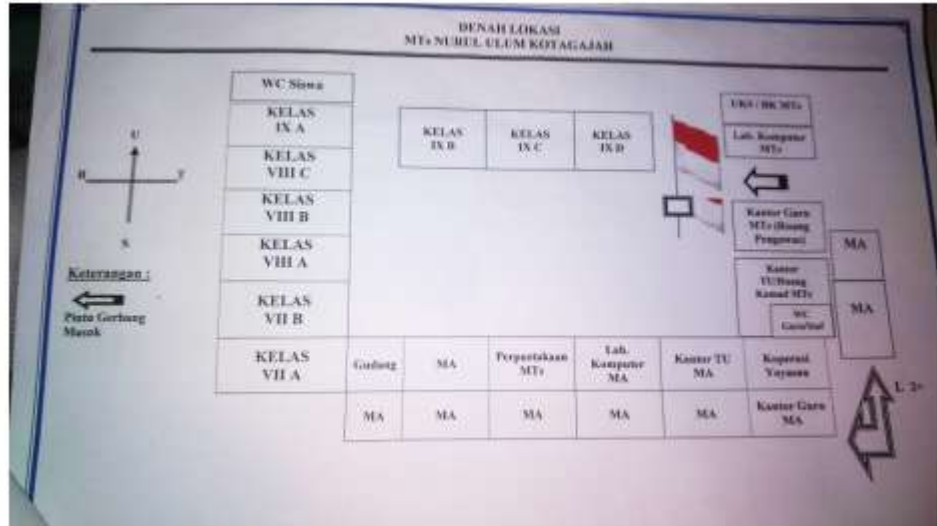 DENAH LOKASI
MTs NURUL ULUM KOTAGAJAH
WC Siswa
KELAS
IX A
KELAS
VIII C
KELAS
VIII B
KELAS
VIII A
KELAS
VII B
KELAS
VII A
KELAS
IX B
KELAS
IX C
KELAS
IX D
UKS / BK MTs
Lab. Komputer
MTs
Kantor Guru
MTs (Ruang
Pengawas)
Kantor
TU/Ruang
Kamad MTs
WC
Guru/Staf
MA
MA
U
B
T
S
Keterangan :
Pintu Gerbang
Masuk
Gudang
MA
Perpustakaan
MTs
Lab.
Komputer
MA
Kantor TU
MA
Koperasi
Yayasan
MA
MA
MA
MA
MA
Kantor Guru
MA